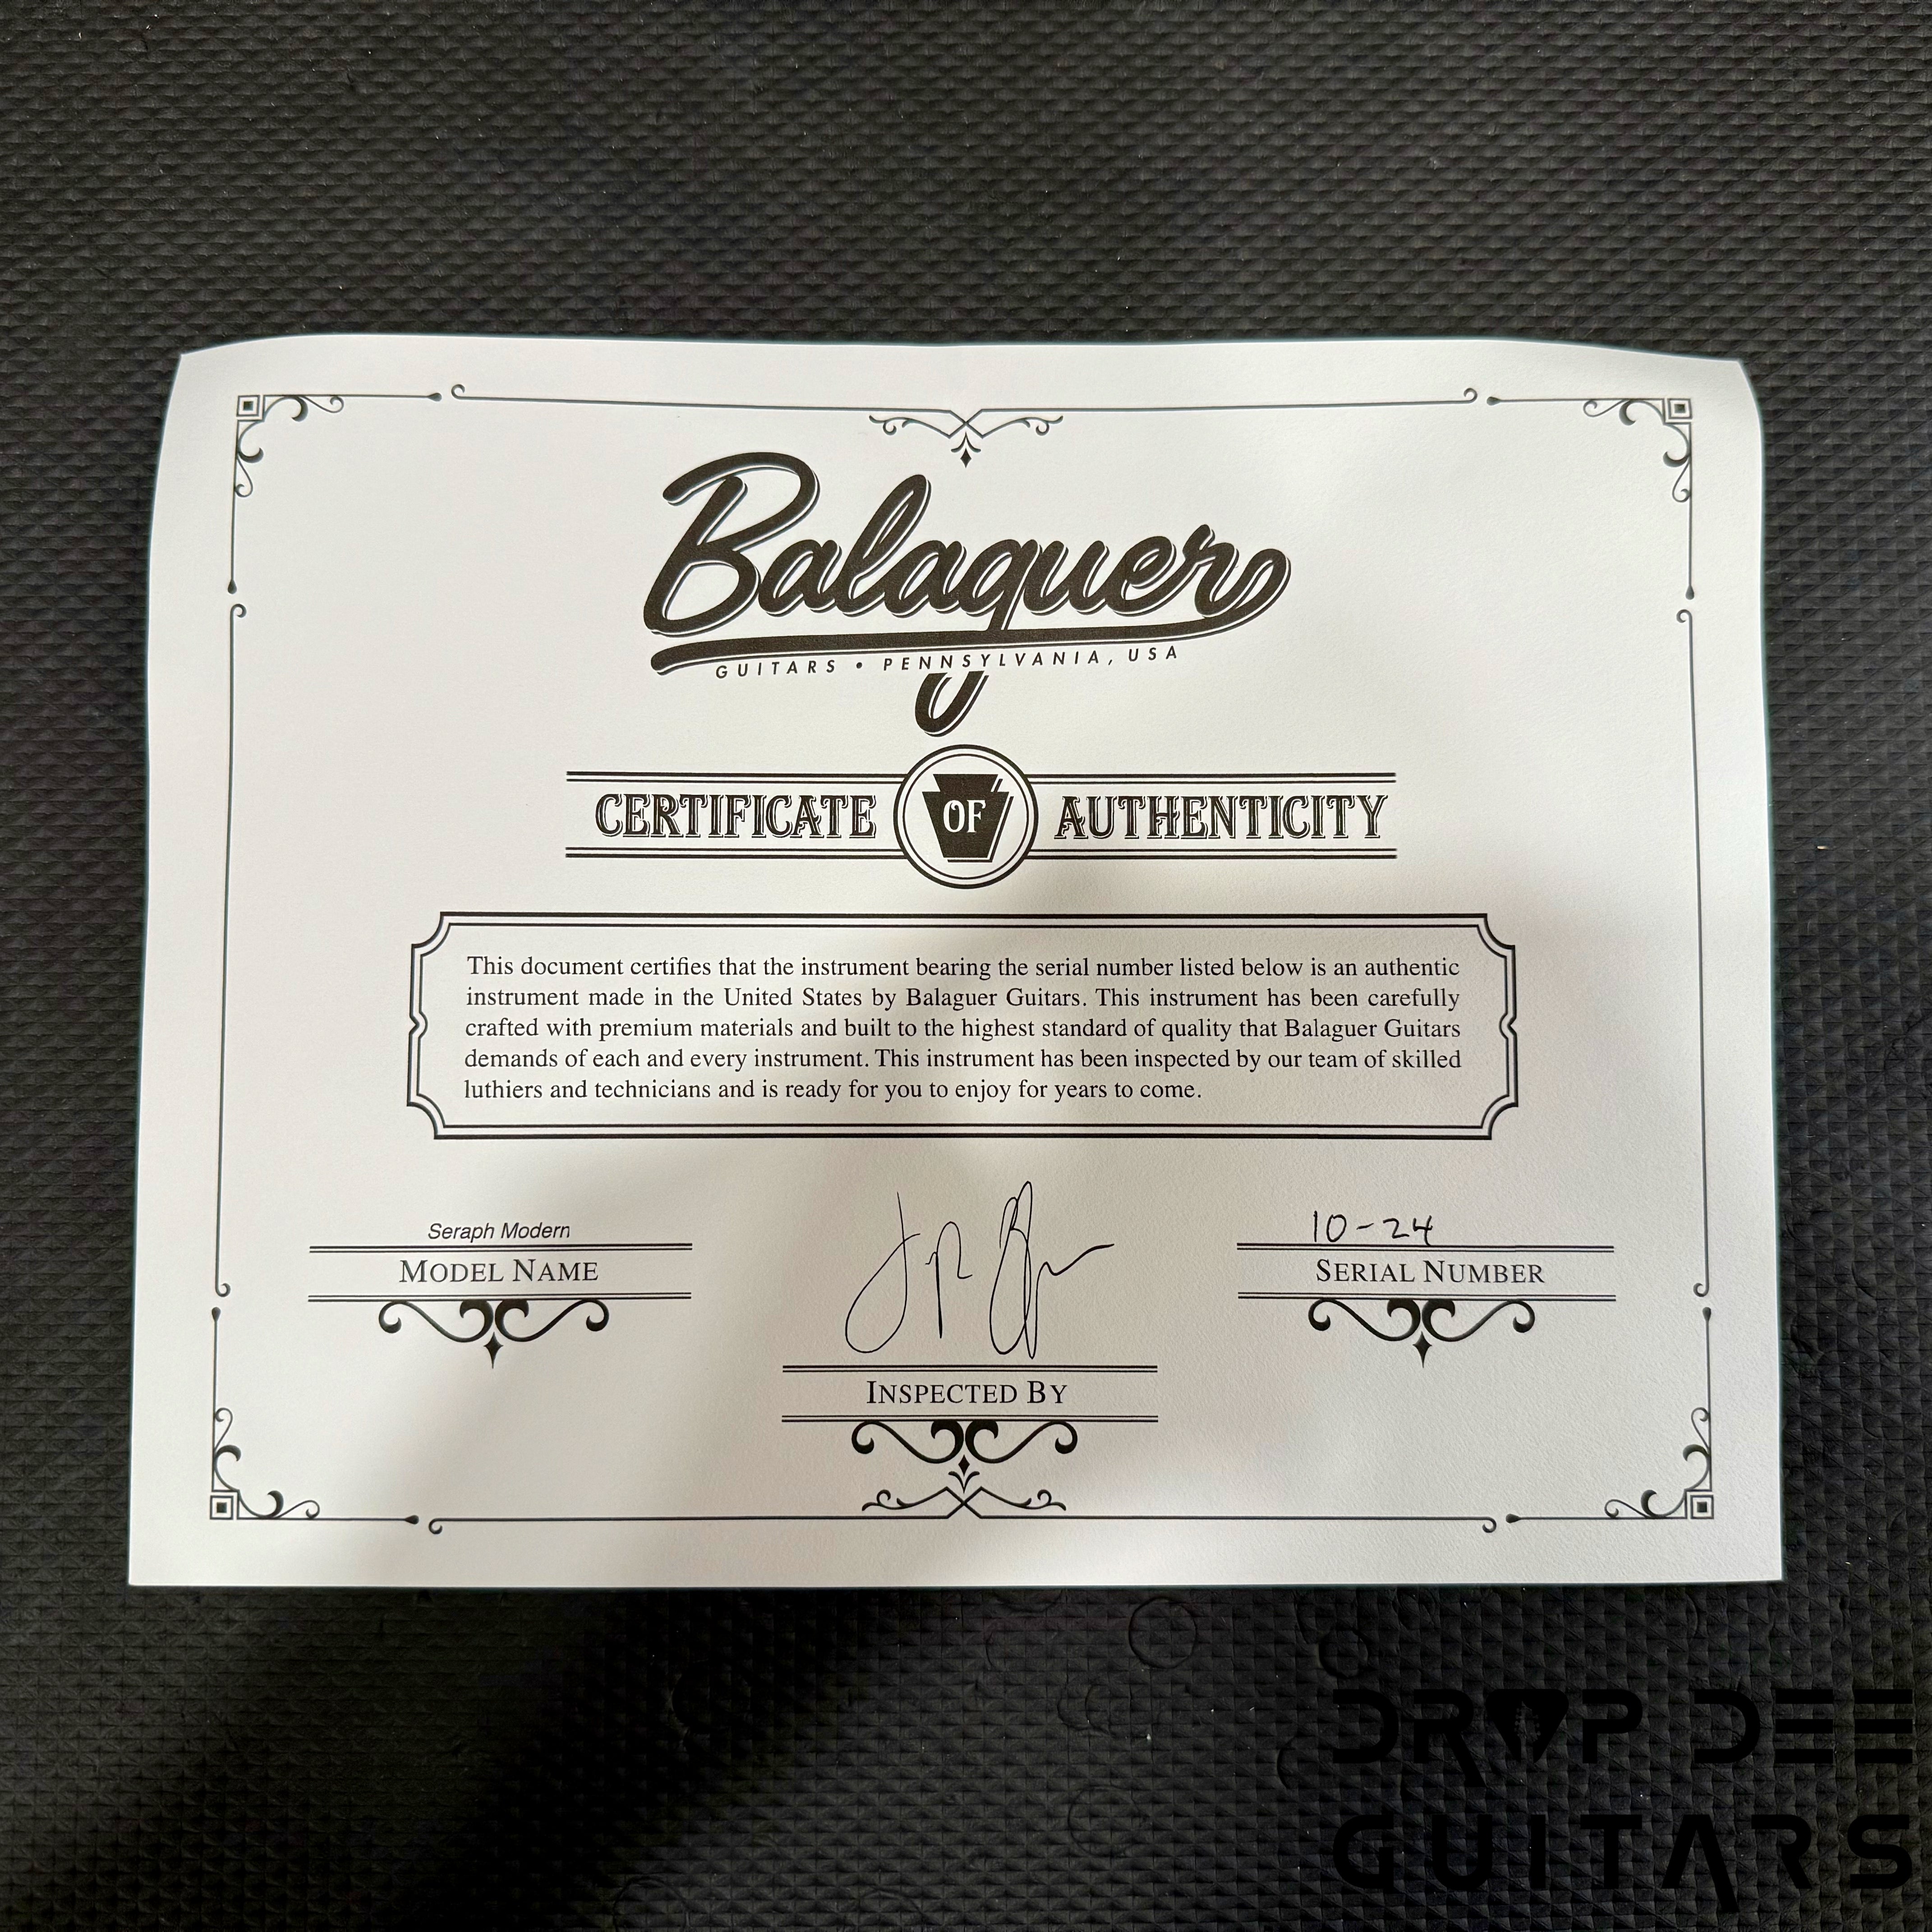 Balaguer
GUITARS • PENNSYLVANIA, USA
CERTIFICATE OF AUTHENTICITY
This document certifies that the instrument bearing the serial number listed below is an authentic
instrument made in the United States by Balaguer Guitars. This instrument has been carefully
crafted with premium materials and built to the highest standard of quality that Balaguer Guitars
demands of each and every instrument. This instrument has been inspected by our team of skilled
luthiers and technicians and is ready for you to enjoy for years to come.
Seraph Modern
MODEL NAME
10-24
SERIAL NUMBER
INSPECTED BY
DROP DEE
GUITARS